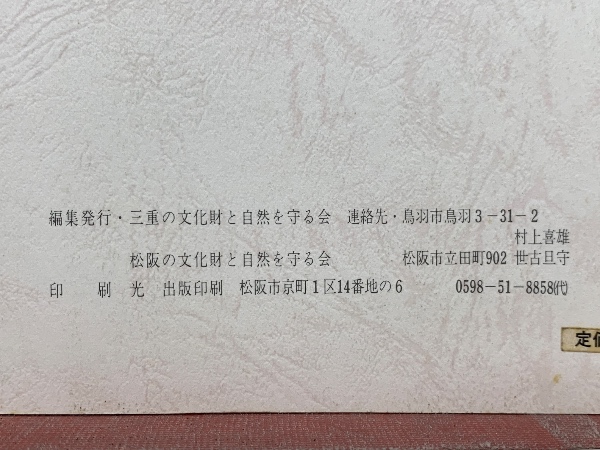 編集発行・三重の文化財と自然を守る会 連絡先・鳥羽市鳥羽3-31-2
村上喜雄
松阪の文化財と自然を守る会 松阪市立田町902 世古旦守
印刷 光出版印刷 松阪市京町1区14番地の6 0598-51-8858㈹
定価